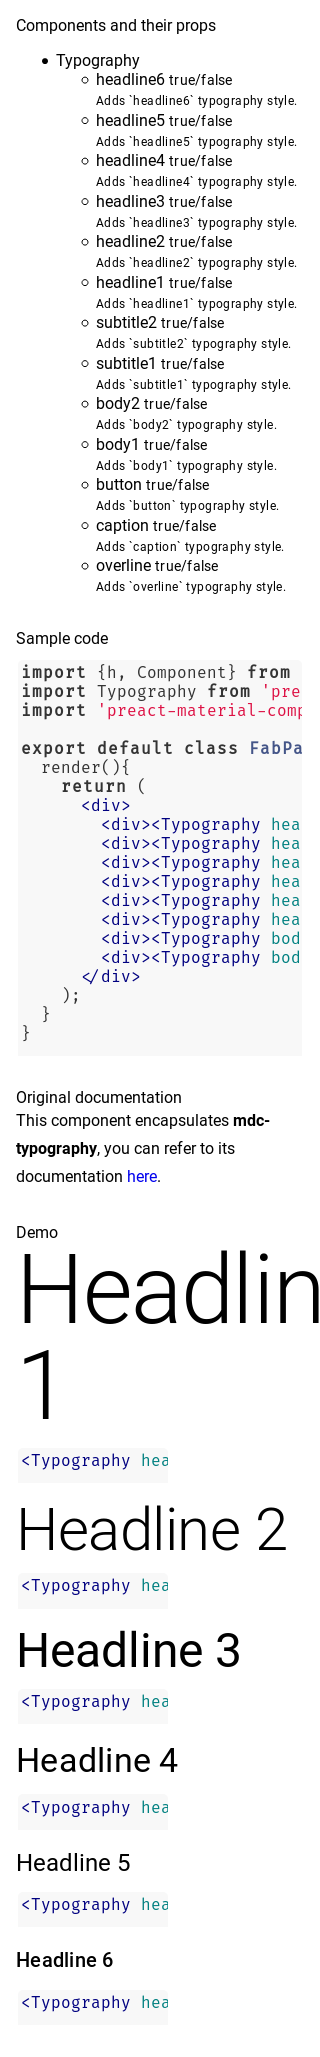 Components and their props
Typography
headline6 true/false
Adds `headline6` typography style.
headline5 true/false
Adds `headline5` typography style.
headline4 true/false
Adds `headline4` typography style.
headline3 true/false
Adds `headline3` typography style.
headline2 true/false
Adds `headline2` typography style.
headline1 true/false
Adds `headline1` typography style.
subtitle2 true/false
Adds `subtitle2` typography style.
subtitle1 true/false
Adds `subtitle1` typography style.
body2 true/false
Adds `body2` typography style.
body1 true/false
Adds `body1` typography style.
button true/false
Adds `button` typography style.
caption true/false
Adds `caption` typography style.
overline true/false
Adds `overline` typography style.
Sample code
import {h, Component} from
import Typography from 'pre
import 'preact-material-comp
export default class FabPa
render(){
return (
<div>
<div><Typography hea
<div><Typography hea
<div><Typography hea
<div><Typography hea
<div><Typography hea
<div><Typography hea
<div><Typography bod
<div><Typography bod
</div>
);
}
}
Original documentation
This component encapsulates mdc-
typography, you can refer to its
documentation here.
Demo
Headlin
1
<Typography hea
Headline 2
<Typography hea
Headline 3
<Typography hea
Headline 4
<Typography hea
Headline 5
<Typography hea
Headline 6
<Typography hea